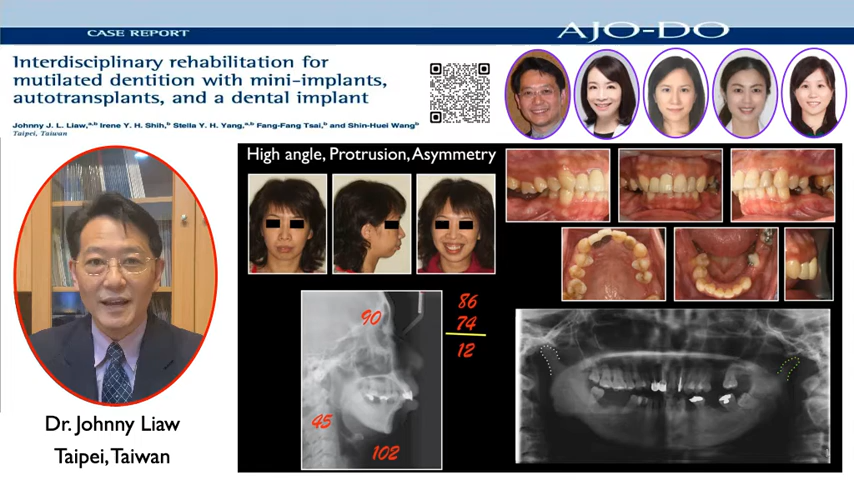 CASE REPORT
AJO-DO
Interdisciplinary rehabilitation for
mutilated dentition with mini-implants,
autotransplants, and a dental implant
Johnny J. L. Liaw,ᵃ,ᵇ Irene Y. H. Shih,ᵇ Stella Y. H. Yang,ᵃ,ᵇ Fang-Fang Tsai,ᵇ and Shin-Huei Wangᵇ
Taipei, Taiwan
High angle, Protrusion, Asymmetry
90
86
74
12
45
102
Dr. Johnny Liaw
Taipei, Taiwan